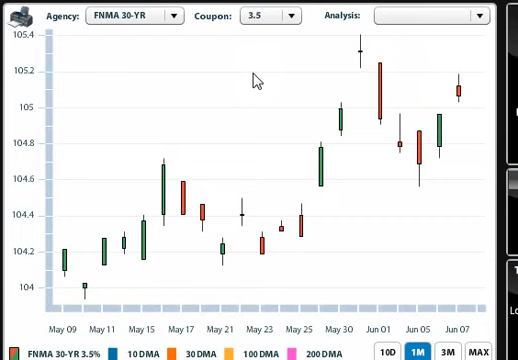 Agency: FNMA 30-YR Coupon: 3.5 Analysis:
105.4
105.2
105
104.8
104.6
104.4
104.2
104
May 09 May 11 May 15 May 17 May 21 May 23 May 25 May 30 Jun 01 Jun 05 Jun 07
FNMA 30-YR 3.5% 10 DMA 30 DMA 100 DMA 200 DMA 10D 1M 3M MAX